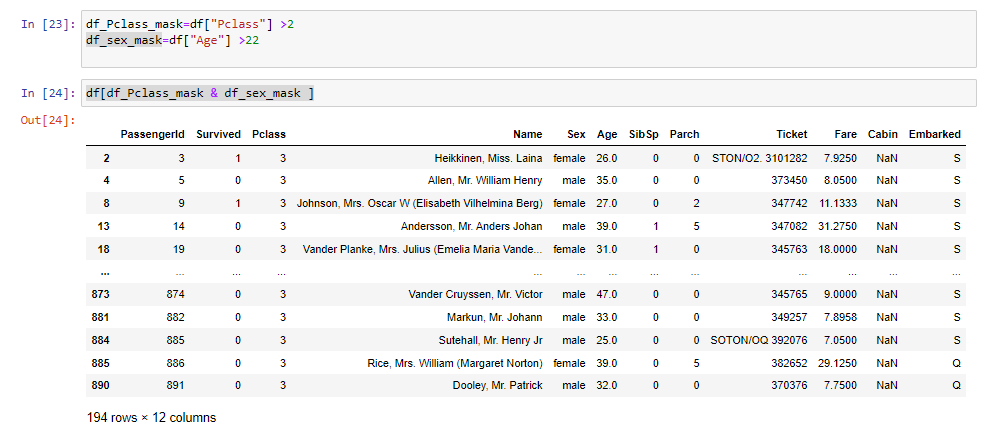 In [23]: df_Pclass_mask=df["Pclass"] >2
df_sex_mask=df["Age"] >22
In [24]: df[df_Pclass_mask & df_sex_mask ]
Out[24]:
PassengerId Survived Pclass Name Sex Age SibSp Parch Ticket Fare Cabin Embarked
2 3 1 3 Heikkinen, Miss. Laina female 26.0 0 0 STON/O2. 3101282 7.9250 NaN S
4 5 0 3 Allen, Mr. William Henry male 35.0 0 0 373450 8.0500 NaN S
8 9 1 3 Johnson, Mrs. Oscar W (Elisabeth Vilhelmina Berg) female 27.0 0 2 347742 11.1333 NaN S
13 14 0 3 Andersson, Mr. Anders Johan male 39.0 1 5 347082 31.2750 NaN S
18 19 0 3 Vander Planke, Mrs. Julius (Emelia Maria Vande... female 31.0 1 0 345763 18.0000 NaN S
... ... ... ... ... ... ... ... ... ... ... ... ...
873 874 0 3 Vander Cruyssen, Mr. Victor male 47.0 0 0 345765 9.0000 NaN S
881 882 0 3 Markun, Mr. Johann male 33.0 0 0 349257 7.8958 NaN S
884 885 0 3 Sutehall, Mr. Henry Jr male 25.0 0 0 SOTON/OQ 392076 7.0500 NaN S
885 886 0 3 Rice, Mrs. William (Margaret Norton) female 39.0 0 5 382652 29.1250 NaN Q
890 891 0 3 Dooley, Mr. Patrick male 32.0 0 0 370376 7.7500 NaN Q
194 rows × 12 columns